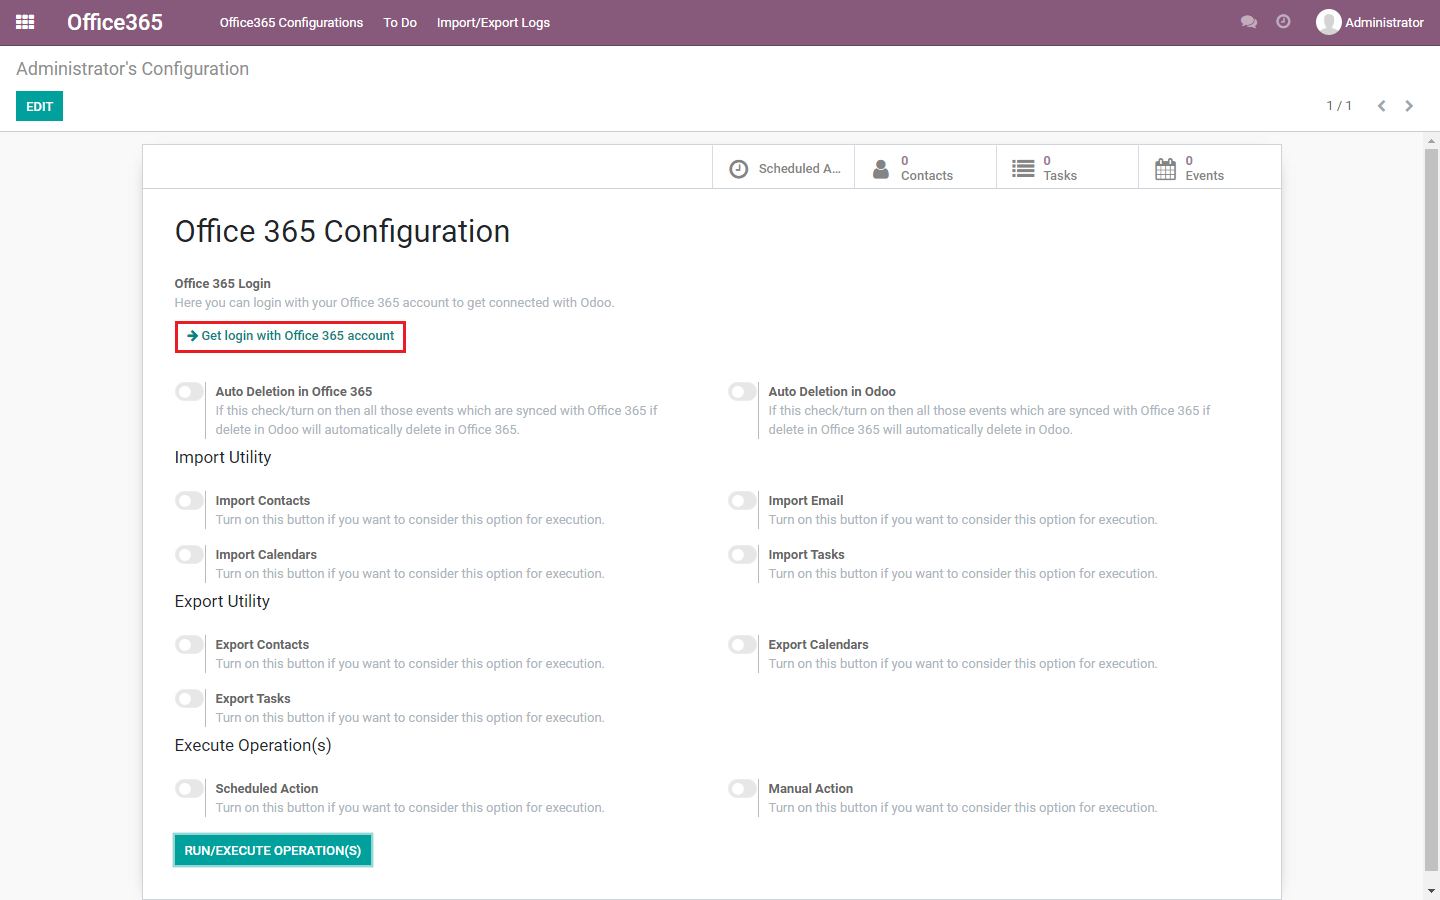 Office365
Office365 Configurations
To Do
Import/Export Logs
Administrator
Administrator's Configuration
EDIT
1 / 1
Scheduled A...
0
Contacts
0
Tasks
0
Events
Office 365 Configuration
Office 365 Login
Here you can login with your Office 365 account to get connected with Odoo.
Get login with Office 365 account
Auto Deletion in Office 365
If this check/turn on then all those events which are synced with Office 365 if
delete in Odoo will automatically delete in Office 365.
Auto Deletion in Odoo
If this check/turn on then all those events which are synced with Office 365 if
delete in Office 365 will automatically delete in Odoo.
Import Utility
Import Contacts
Turn on this button if you want to consider this option for execution.
Import Email
Turn on this button if you want to consider this option for execution.
Import Calendars
Turn on this button if you want to consider this option for execution.
Import Tasks
Turn on this button if you want to consider this option for execution.
Export Utility
Export Contacts
Turn on this button if you want to consider this option for execution.
Export Calendars
Turn on this button if you want to consider this option for execution.
Export Tasks
Turn on this button if you want to consider this option for execution.
Execute Operation(s)
Scheduled Action
Turn on this button if you want to consider this option for execution.
Manual Action
Turn on this button if you want to consider this option for execution.
RUN/EXECUTE OPERATION(S)